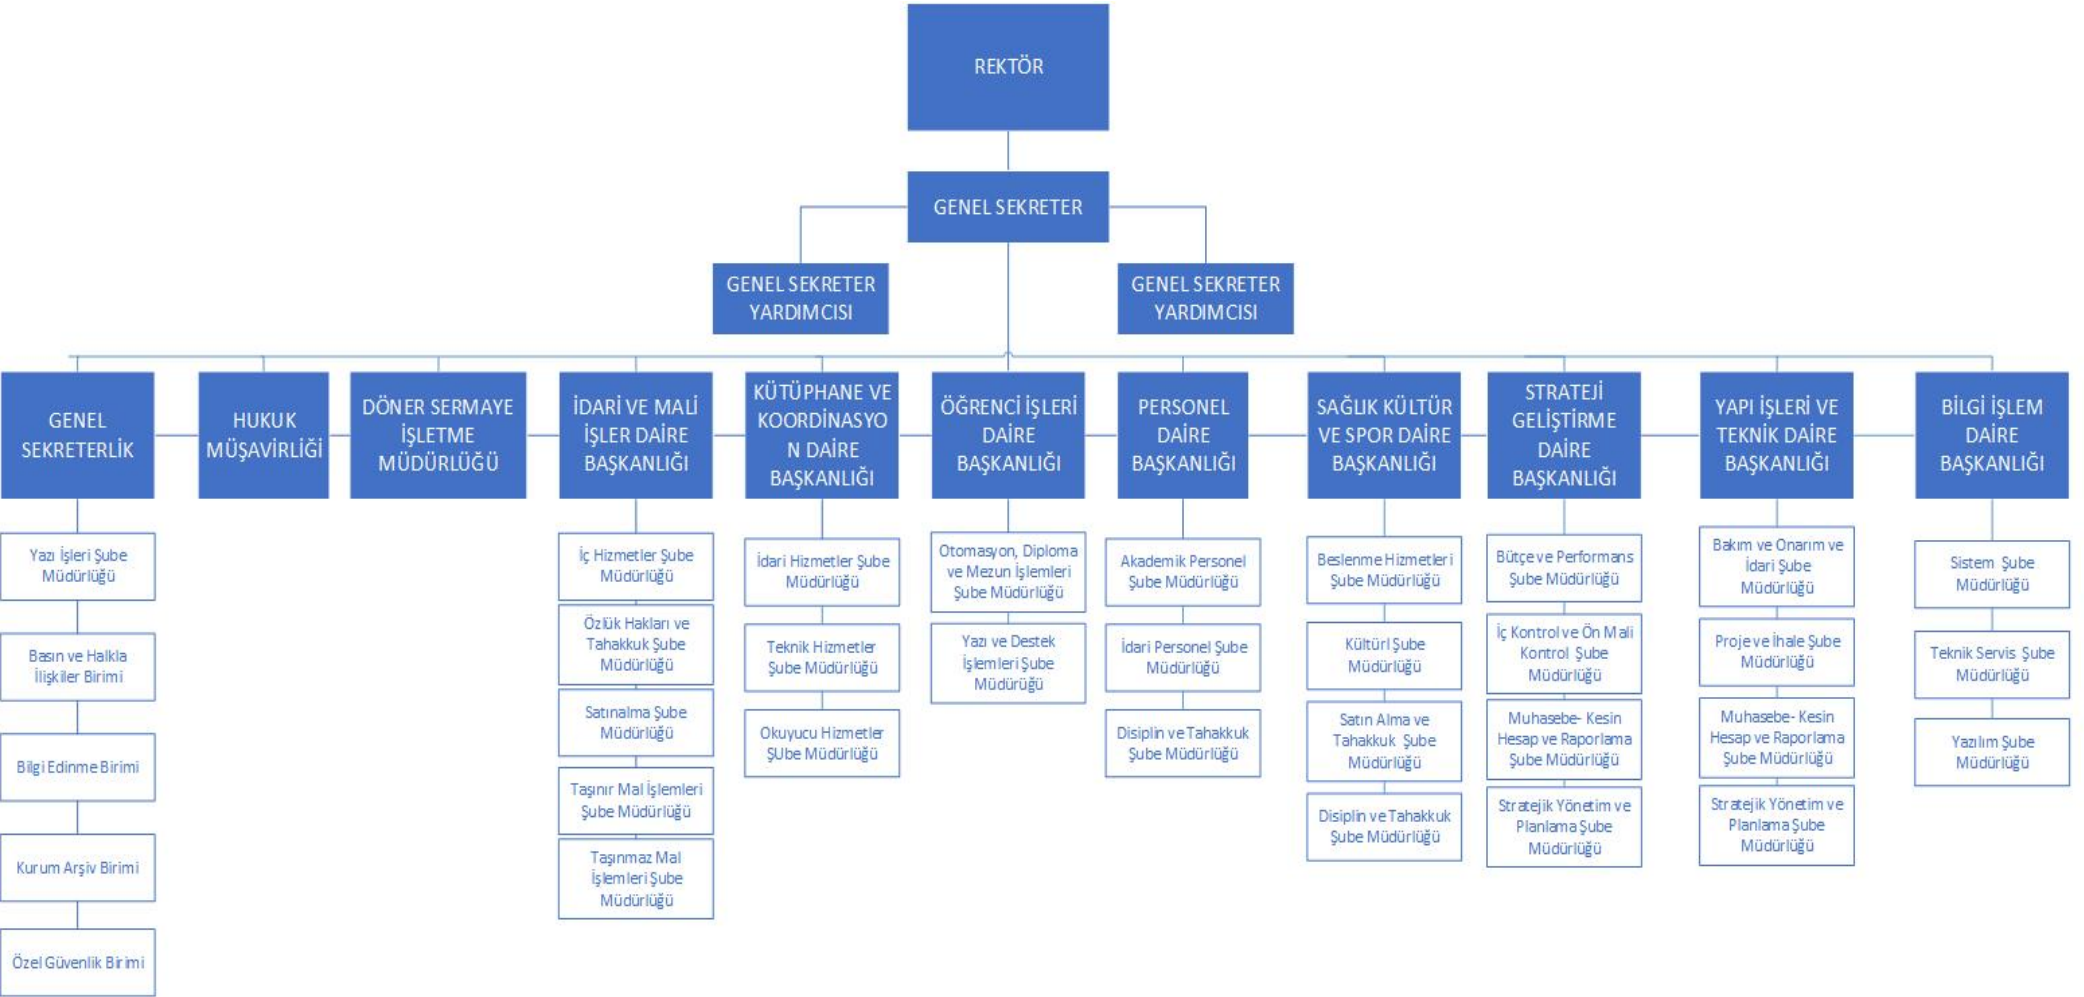 REKTÖR
GENEL SEKRETER
GENEL SEKRETER
YARDIMCISI
GENEL SEKRETER
YARDIMCISI
GENEL
SEKRETERLİK
HUKUK
MÜŞAVİRLİĞİ
DÖNER SERMAYE
İŞLETME
MÜDÜRLÜĞÜ
İDARİ VE MALİ
İŞLER DAİRE
BAŞKANLIĞI
KÜTÜPHANE VE
KOORDİNASYO
N DAİRE
BAŞKANLIĞI
ÖĞRENCİ İŞLERİ
DAİRE
BAŞKANLIĞI
PERSONEL
DAİRE
BAŞKANLIĞI
SAĞLIK KÜLTÜR
VE SPOR DAİRE
BAŞKANLIĞI
STRATEJİ
GELİŞTİRME
DAİRE
BAŞKANLIĞI
YAPI İŞLERİ VE
TEKNİK DAİRE
BAŞKANLIĞI
BİLGİ İŞLEM
DAİRE
BAŞKANLIĞI
Yazı İşleri Şube
Müdürlüğü
Basın ve Halkla
İlişkiler Birimi
Bilgi Edinme Birimi
Kurum Arşiv Birimi
Özel Güvenlik Birimi
İç Hizmetler Şube
Müdürlüğü
Özlük Hakları ve
Tahakkuk Şube
Müdürlüğü
Satınalma Şube
Müdürlüğü
Taşınır Mal İşlemleri
Şube Müdürlüğü
Taşınmaz Mal
İşlemleri Şube
Müdürlüğü
İdari Hizmetler Şube
Müdürlüğü
Teknik Hizmetler
Şube Müdürlüğü
Okuyucu Hizmetler
ŞUbe Müdürlüğü
Otomasyon, Diploma
ve Mezun İşlemleri
Şube Müdürlüğü
Yazı ve Destek
İşlemleri Şube
Müdürüğü
Akademik Personel
Şube Müdürlüğü
İdari Personel Şube
Müdürlüğü
Disiplin ve Tahakkuk
Şube Müdürlüğü
Beslenme Hizmetleri
Şube Müdürlüğü
Kültürl Şube
Müdürlüğü
Satın Alma ve
Tahakkuk Şube
Müdürlüğü
Disiplin ve Tahakkuk
Şube Müdürlüğü
Bütçe ve Performans
Şube Müdürlüğü
İç Kontrol ve Ön Mali
Kontrol Şube
Müdürlüğü
Muhasebe- Kesin
Hesap ve Raporlama
Şube Müdürlüğü
Stratejik Yönetim ve
Planlama Şube
Müdürlüğü
Bakım ve Onarım ve
İdari Şube
Müdürlüğü
Proje ve İhale Şube
Müdürlüğü
Muhasebe- Kesin
Hesap ve Raporlama
Şube Müdürlüğü
Stratejik Yönetim ve
Planlama Şube
Müdürlüğü
Sistem Şube
Müdürlüğü
Teknik Servis Şube
Müdürlüğü
Yazılım Şube
Müdürlüğü